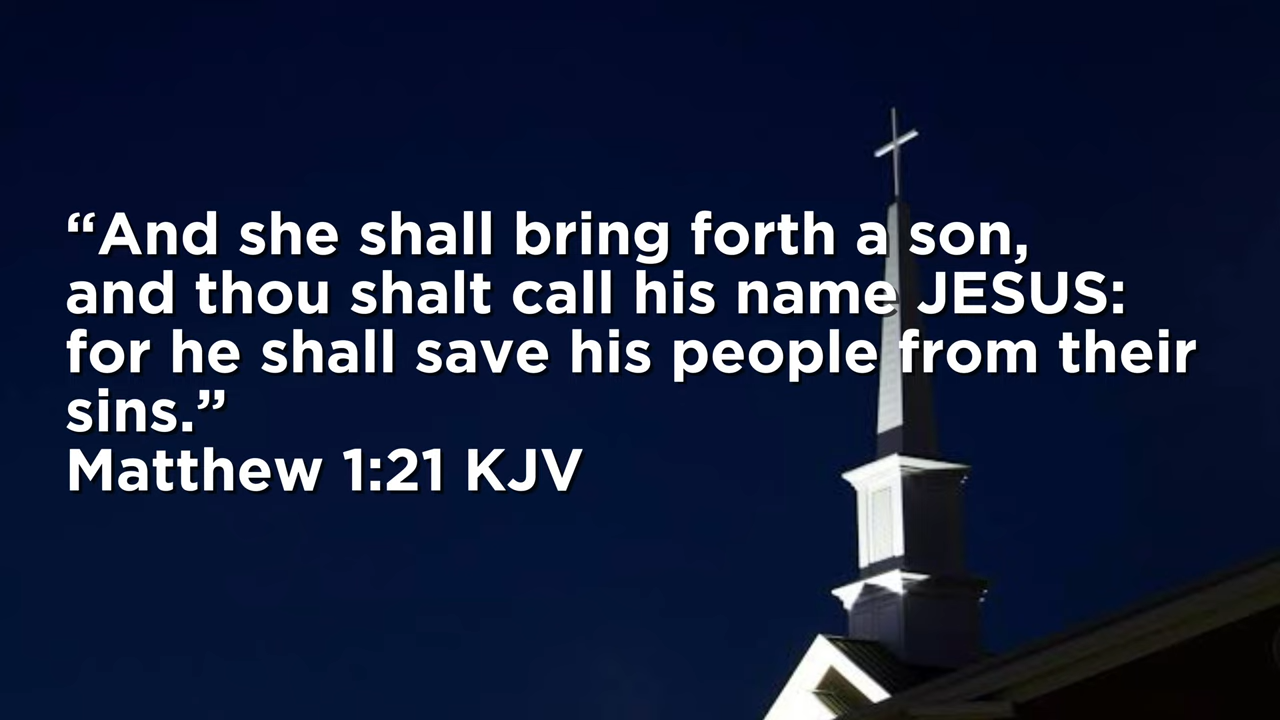 “And she shall bring forth a son,
and thou shalt call his name JESUS:
for he shall save his people from their
sins.”
Matthew 1:21 KJV